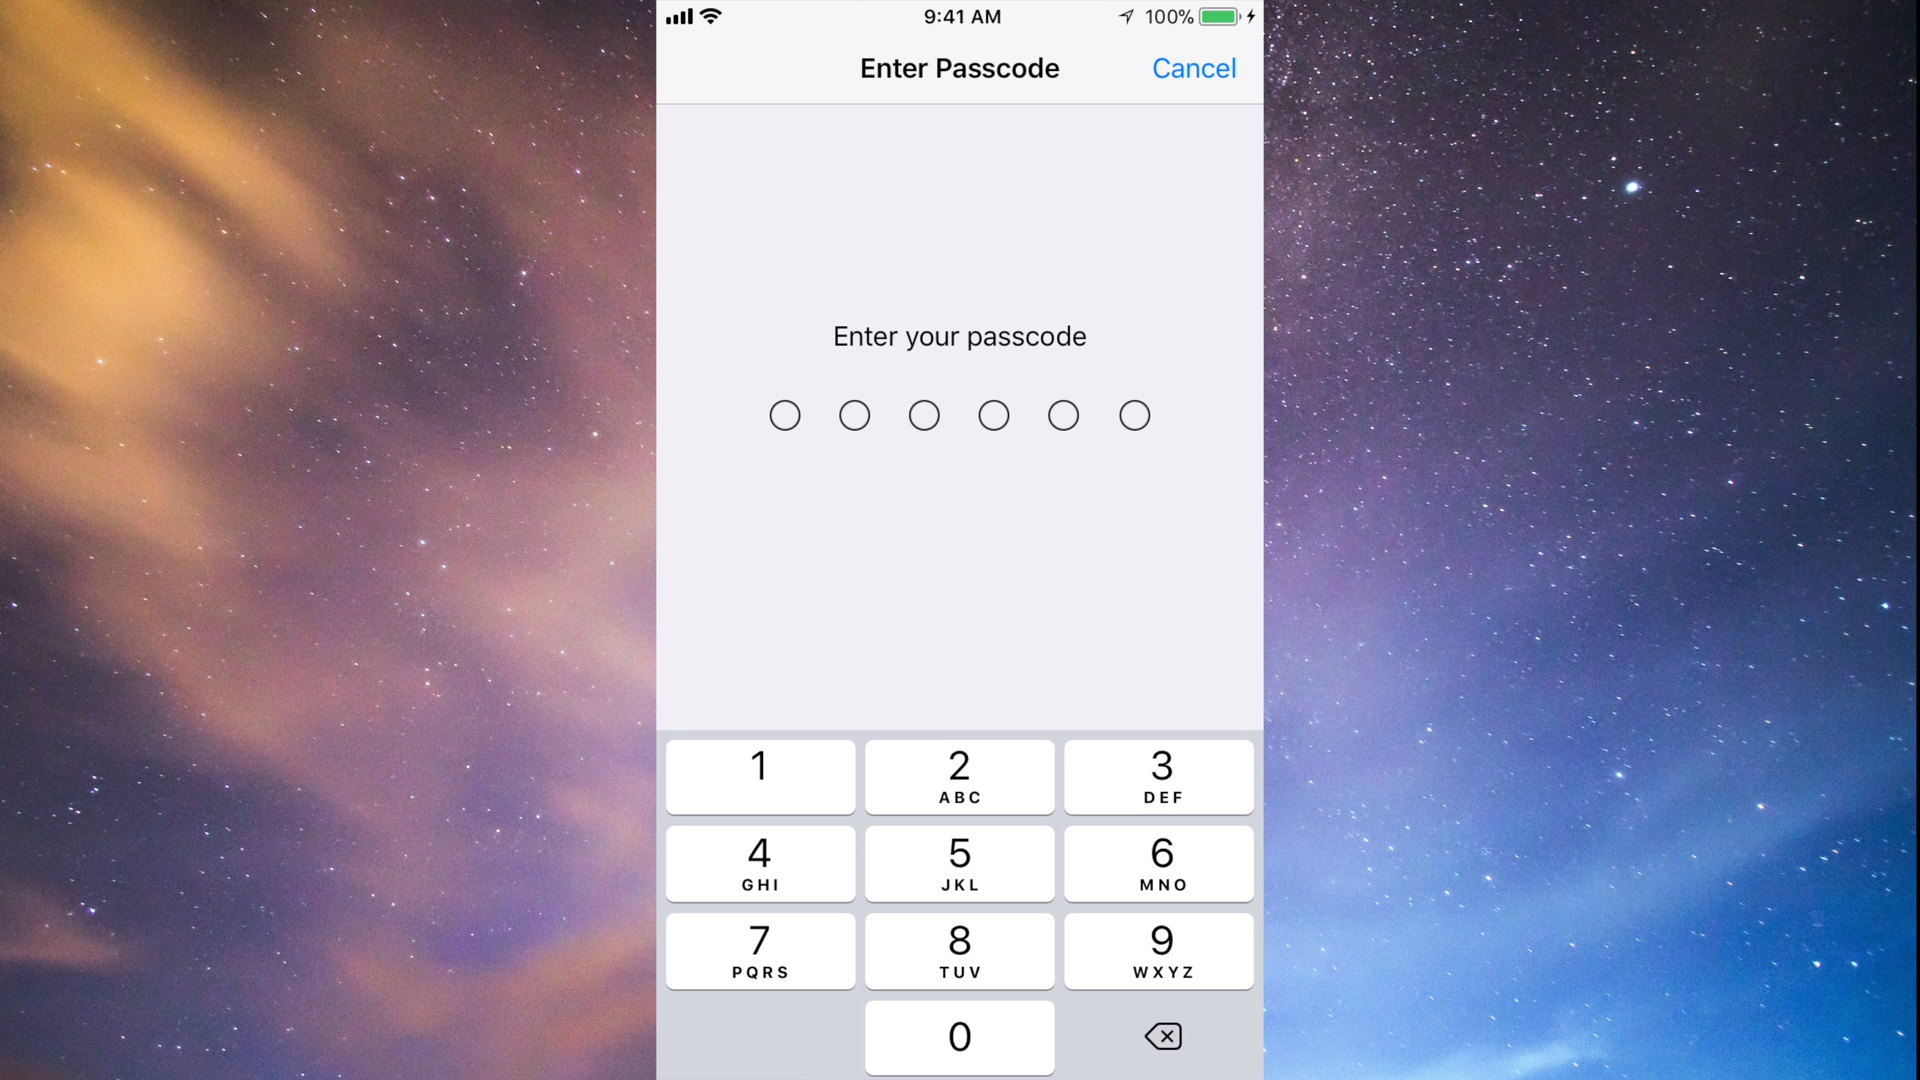 9:41 AM 100%
Enter Passcode Cancel
Enter your passcode
1 2 3
ABC DEF
4 5 6
GHI JKL MNO
7 8 9
PQRS TUV WXYZ
0